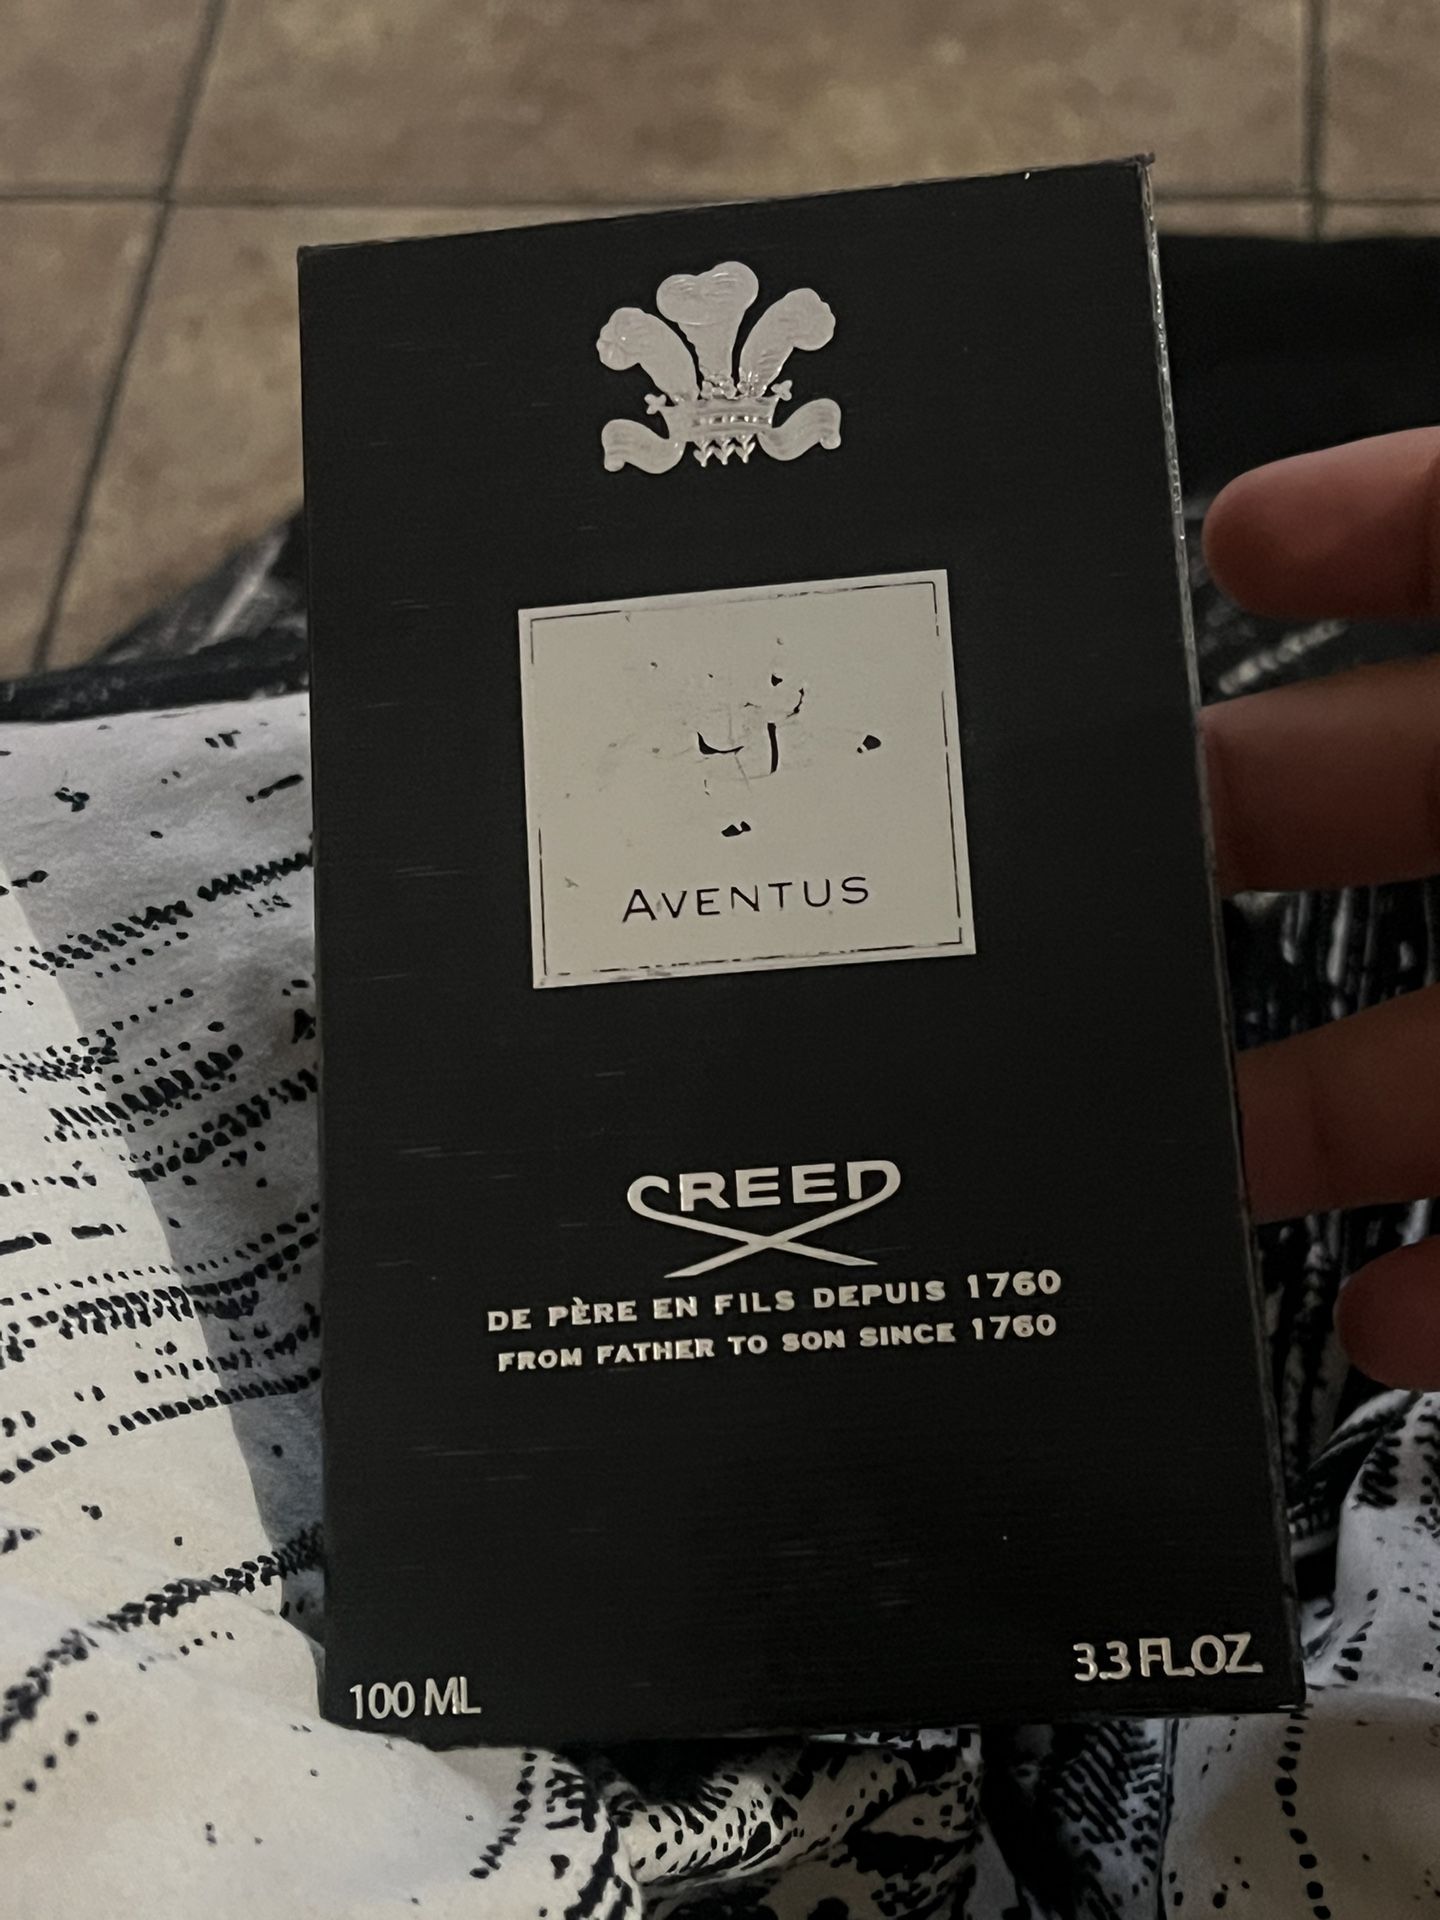 AVENTUS
CREED
DE PÈRE EN FILS DEPUIS 1760
FROM FATHER TO SON SINCE 1760
100 ML
3.3 FL.OZ.